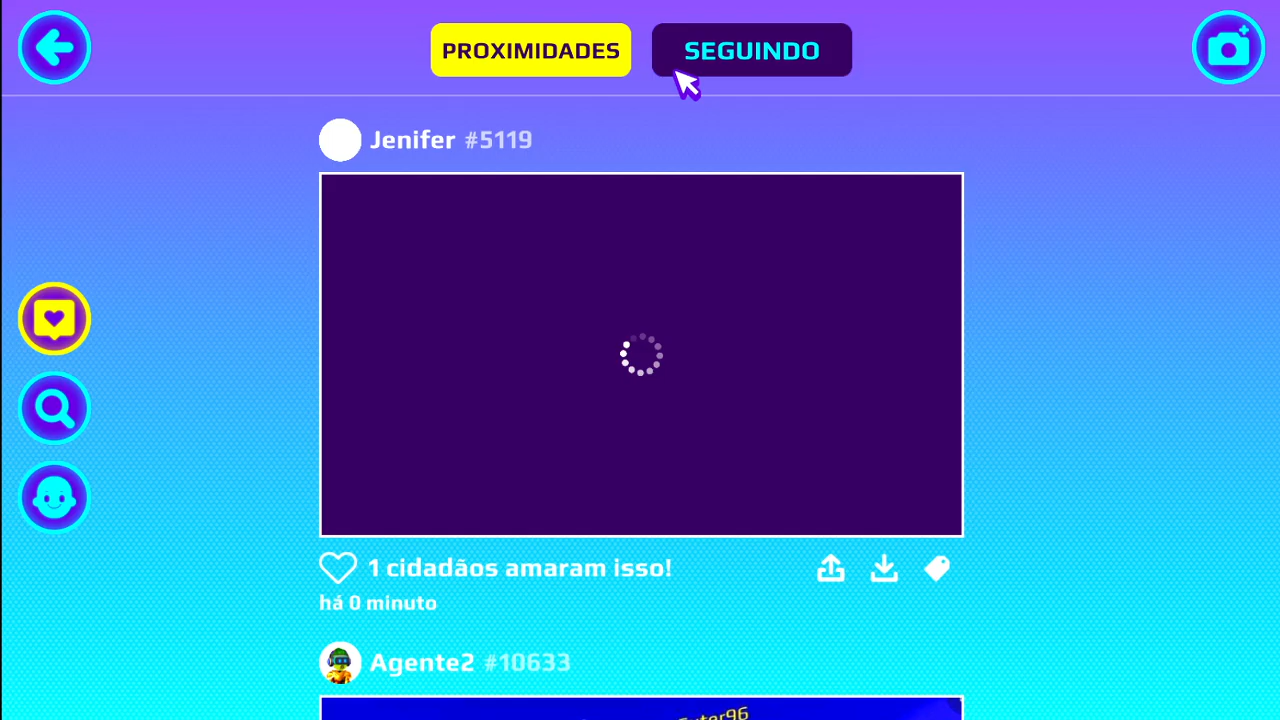 PROXIMIDADES
SEGUINDO
Jenifer #5119
1 cidadãos amaram isso!
há 0 minuto
Agente2 #10633